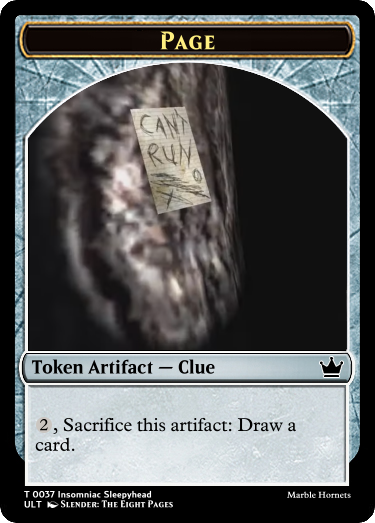 PAGE
CAN'T
RUN
X
Token Artifact — Clue
2, Sacrifice this artifact: Draw a
card.
T 0037 Insomniac Sleepyhead
Marble Hornets
ULT SLENDER: THE EIGHT PAGES